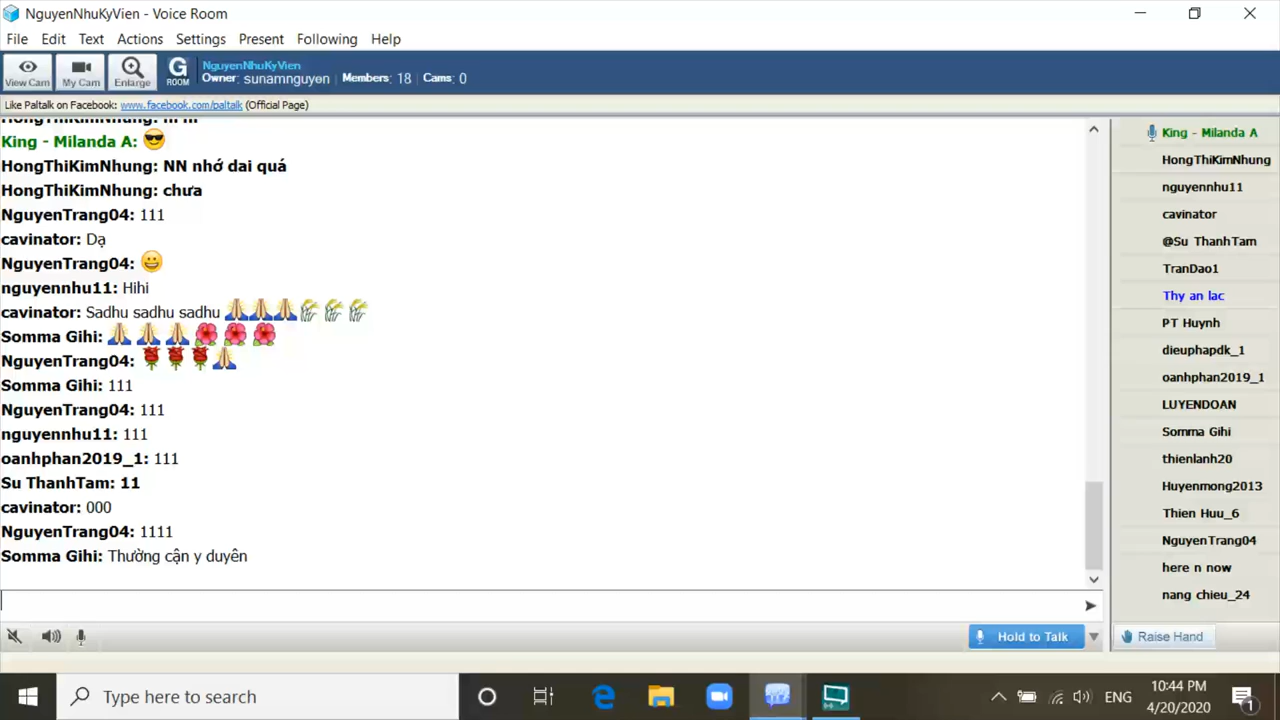 NguyenNhuKyVien - Voice Room
File Edit Text Actions Settings Present Following Help
View Cam
My Cam
Enlarge
G ROOM
NguyenNhuKyVien
Owner: sunamnguyen Members: 18 Cams: 0
Like Paltalk on Facebook: www.facebook.com/paltalk (Official Page)
HongThiKimNhung: hi hi
King - Milanda A: 😎
HongThiKimNhung: NN nhớ dai quá
HongThiKimNhung: chưa
NguyenTrang04: 111
cavinator: Dạ
NguyenTrang04: 😀
nguyennhu11: Hihi
cavinator: Sadhu sadhu sadhu 🙏🙏🙏🌾🌾🌾
Somma Gihi: 🙏🙏🙏🌺🌺🌺
NguyenTrang04: 🌹🌹🌹🙏
Somma Gihi: 111
NguyenTrang04: 111
nguyennhu11: 111
oanhphan2019_1: 111
Su ThanhTam: 11
cavinator: 000
NguyenTrang04: 1111
Somma Gihi: Thường cận y duyên
King - Milanda A
HongThiKimNhung
nguyennhu11
cavinator
@Su ThanhTam
TranDao1
Thy an lac
PT Huynh
dieuphapdk_1
oanhphan2019_1
LUYENDOAN
Somma Gihi
thienlanh20
Huyenmong2013
Thien Huu_6
NguyenTrang04
here n now
nang chieu_24
Hold to Talk
Raise Hand
Type here to search
ENG
10:44 PM
4/20/2020
1